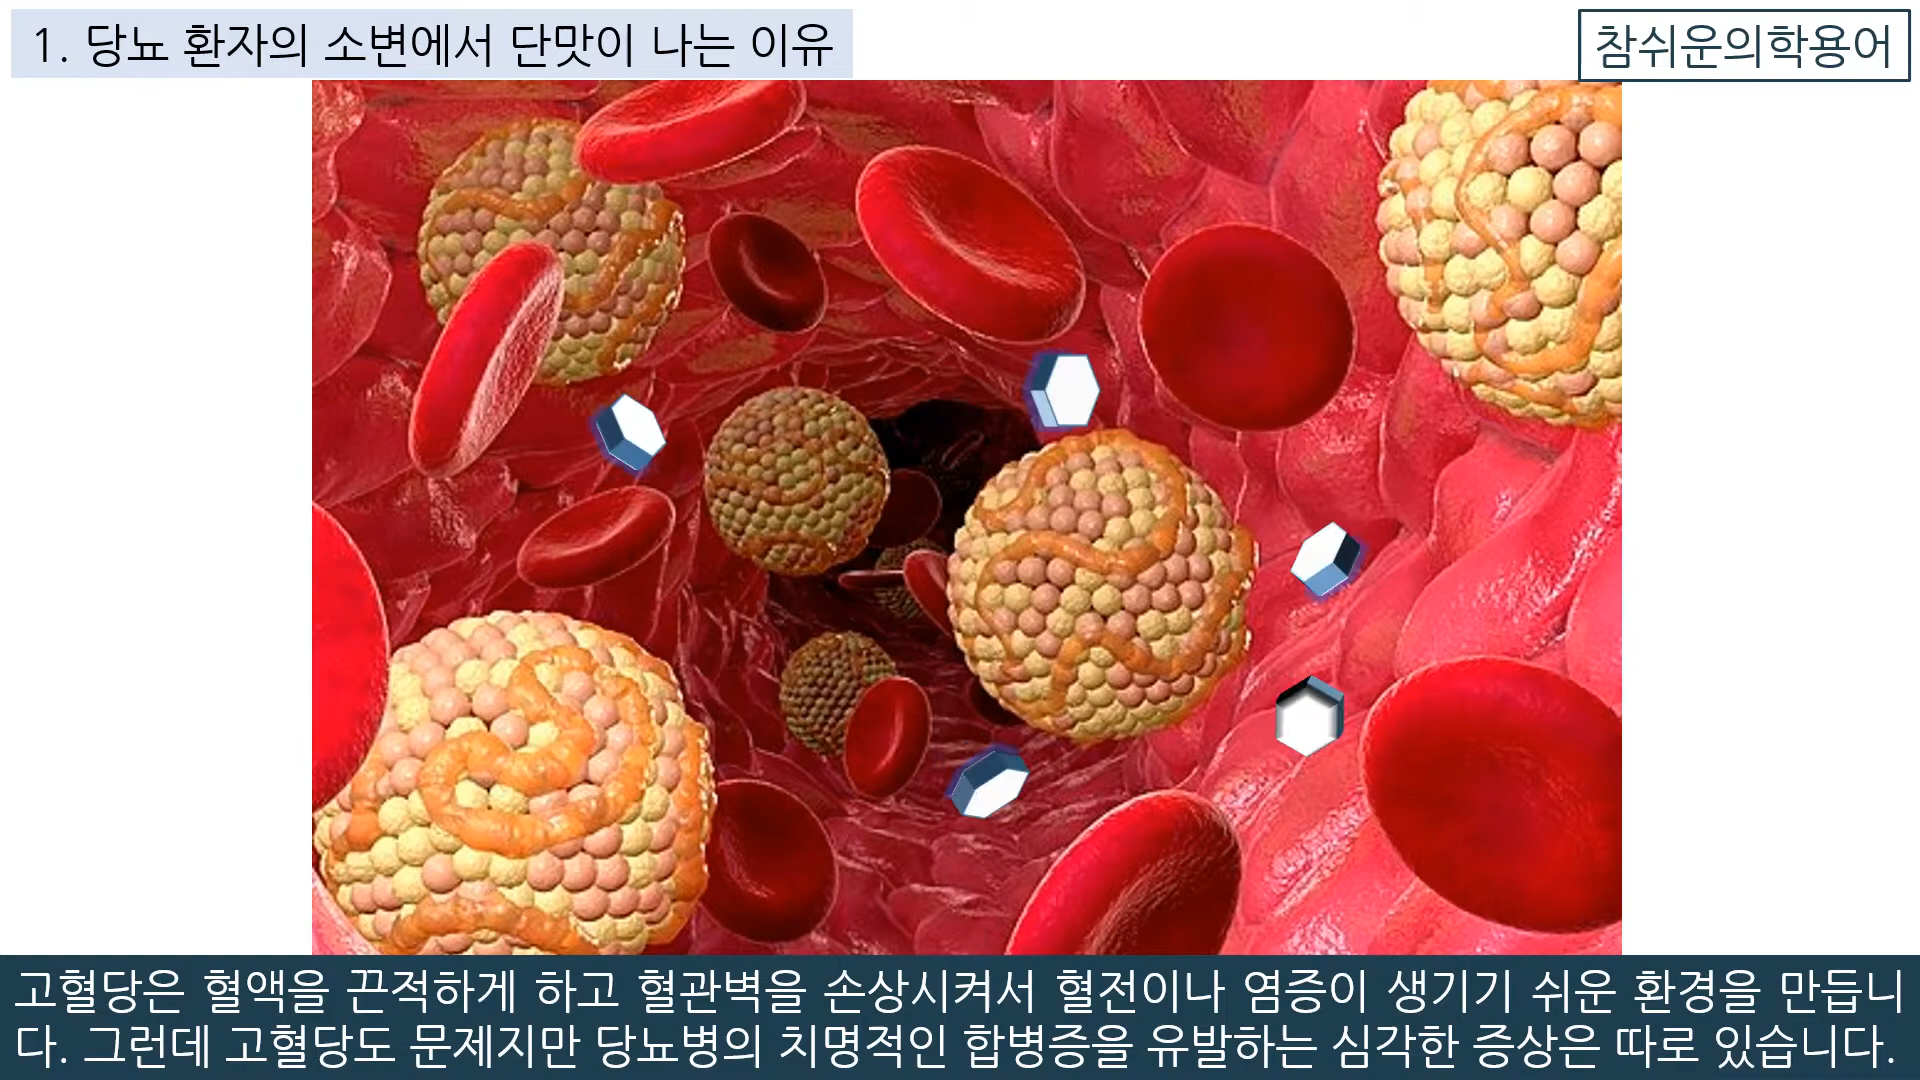 1. 당뇨 환자의 소변에서 단맛이 나는 이유
참쉬운의학용어
고혈당은 혈액을 끈적하게 하고 혈관벽을 손상시켜서 혈전이나 염증이 생기기 쉬운 환경을 만듭니
다. 그런데 고혈당도 문제지만 당뇨병의 치명적인 합병증을 유발하는 심각한 증상은 따로 있습니다.